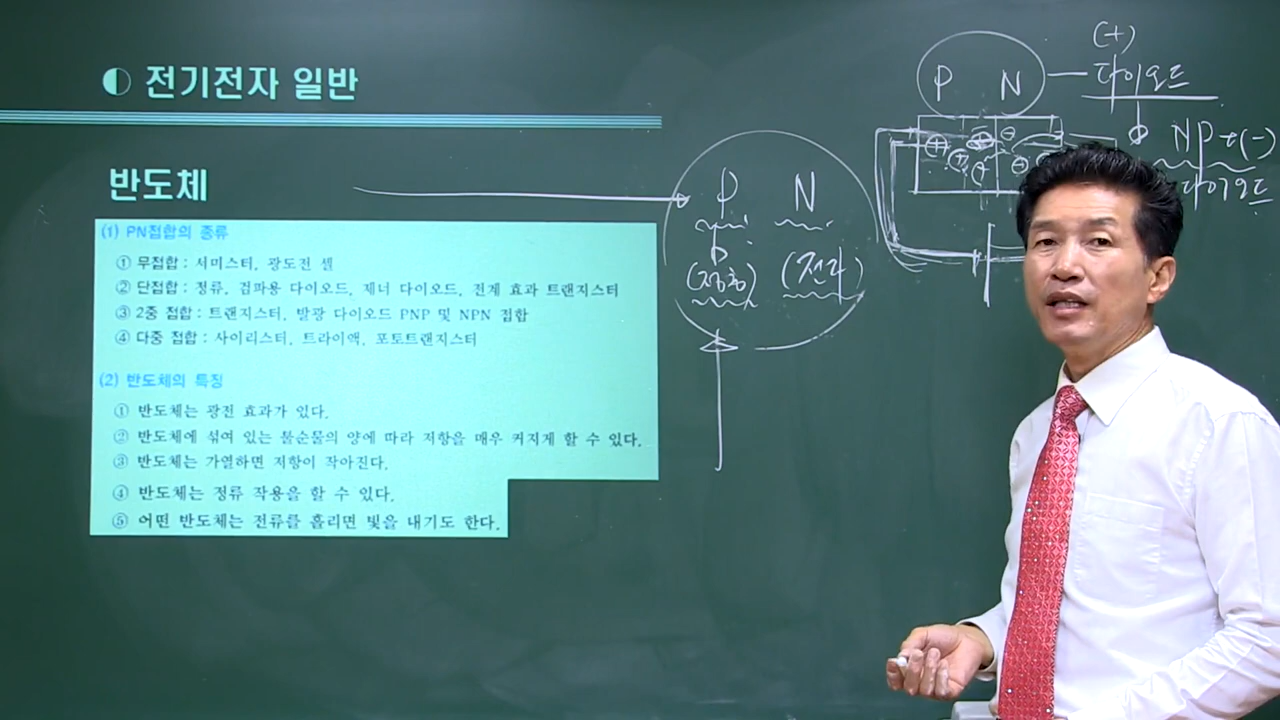 전기전자 일반
반도체
(1) PN접합의 종류
① 무접합 : 서미스터, 광도전 셀
② 단접합 : 정류, 검파용 다이오드, 제너 다이오드, 전계 효과 트랜지스터
③ 2중 접합 : 트랜지스터, 발광 다이오드 PNP 및 NPN 접합
④ 다중 접합 : 사이리스터, 트라이액, 포토트랜지스터
(2) 반도체의 특징
① 반도체는 광전 효과가 있다.
② 반도체에 섞여 있는 불순물의 양에 따라 저항을 매우 커지게 할 수 있다.
③ 반도체는 가열하면 저항이 작아진다.
④ 반도체는 정류 작용을 할 수 있다.
⑤ 어떤 반도체는 전류를 흘리면 빛을 내기도 한다.
P N
(정공) (전자)
P N
(+)
다이오드
NP (-)
다이오드